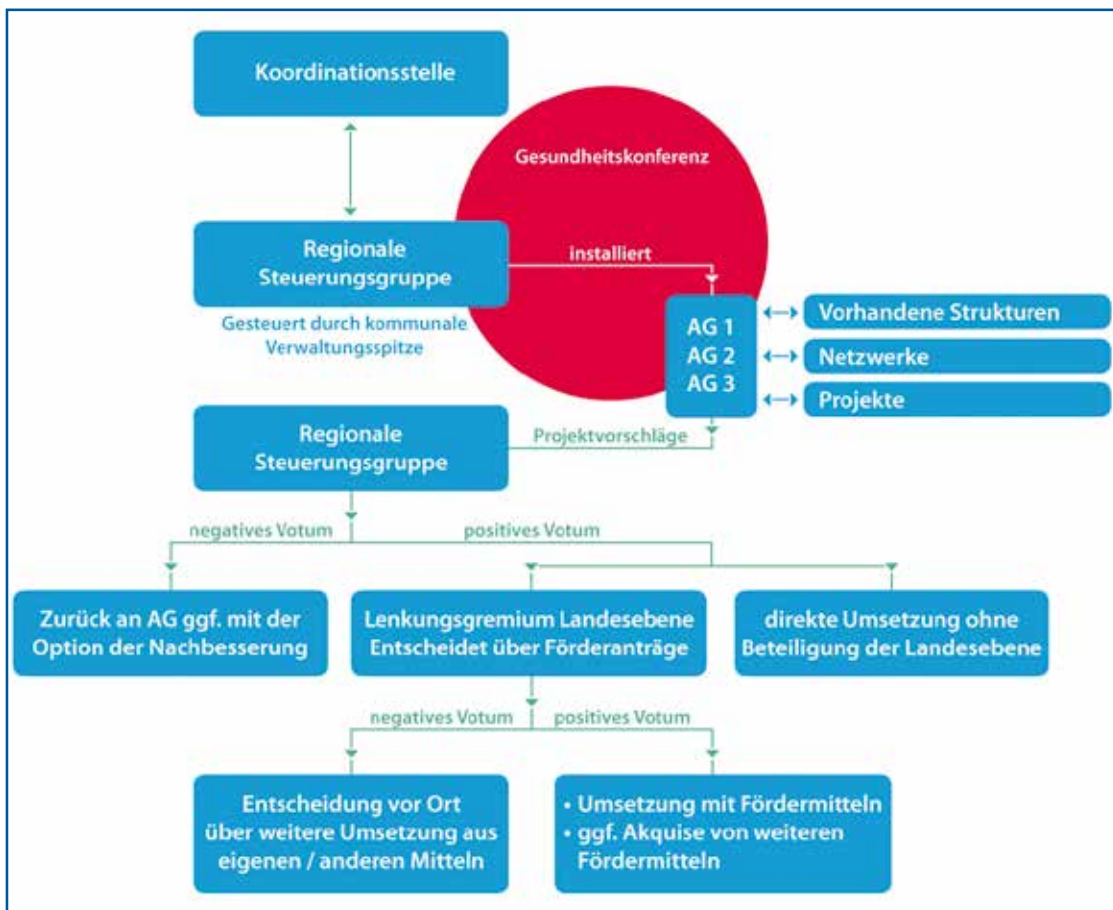 Koordinationsstelle
Gesundheitskonferenz
Regionale
Steuerungsgruppe
installiert
Gesteuert durch kommunale
Verwaltungsspitze
AG 1
AG 2
AG 3
Vorhandene Strukturen
Netzwerke
Projekte
Regionale
Steuerungsgruppe
Projektvorschläge
negatives Votum
positives Votum
Zurück an AG ggf. mit der
Option der Nachbesserung
Lenkungsgremium Landesebene
Entscheidet über Förderanträge
direkte Umsetzung ohne
Beteiligung der Landesebene
negatives Votum
positives Votum
Entscheidung vor Ort
über weitere Umsetzung aus
eigenen / anderen Mitteln
• Umsetzung mit Fördermitteln
• ggf. Akquise von weiteren
Fördermitteln